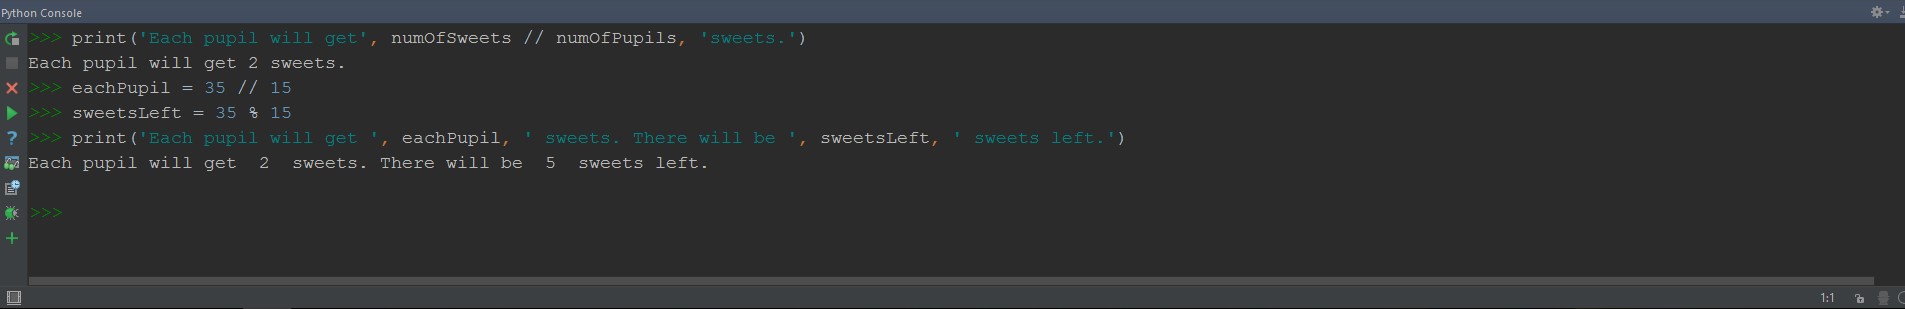 Python Console
>>> print('Each pupil will get', numOfSweets // numOfPupils, 'sweets.')
Each pupil will get 2 sweets.
>>> eachPupil = 35 // 15
>>> sweetsLeft = 35 % 15
>>> print('Each pupil will get ', eachPupil, ' sweets. There will be ', sweetsLeft, ' sweets left.')
Each pupil will get  2  sweets. There will be  5  sweets left.
>>>
1:1